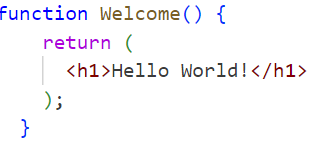 function Welcome() {
    return (
      <h1>Hello World!</h1>
    );
  }